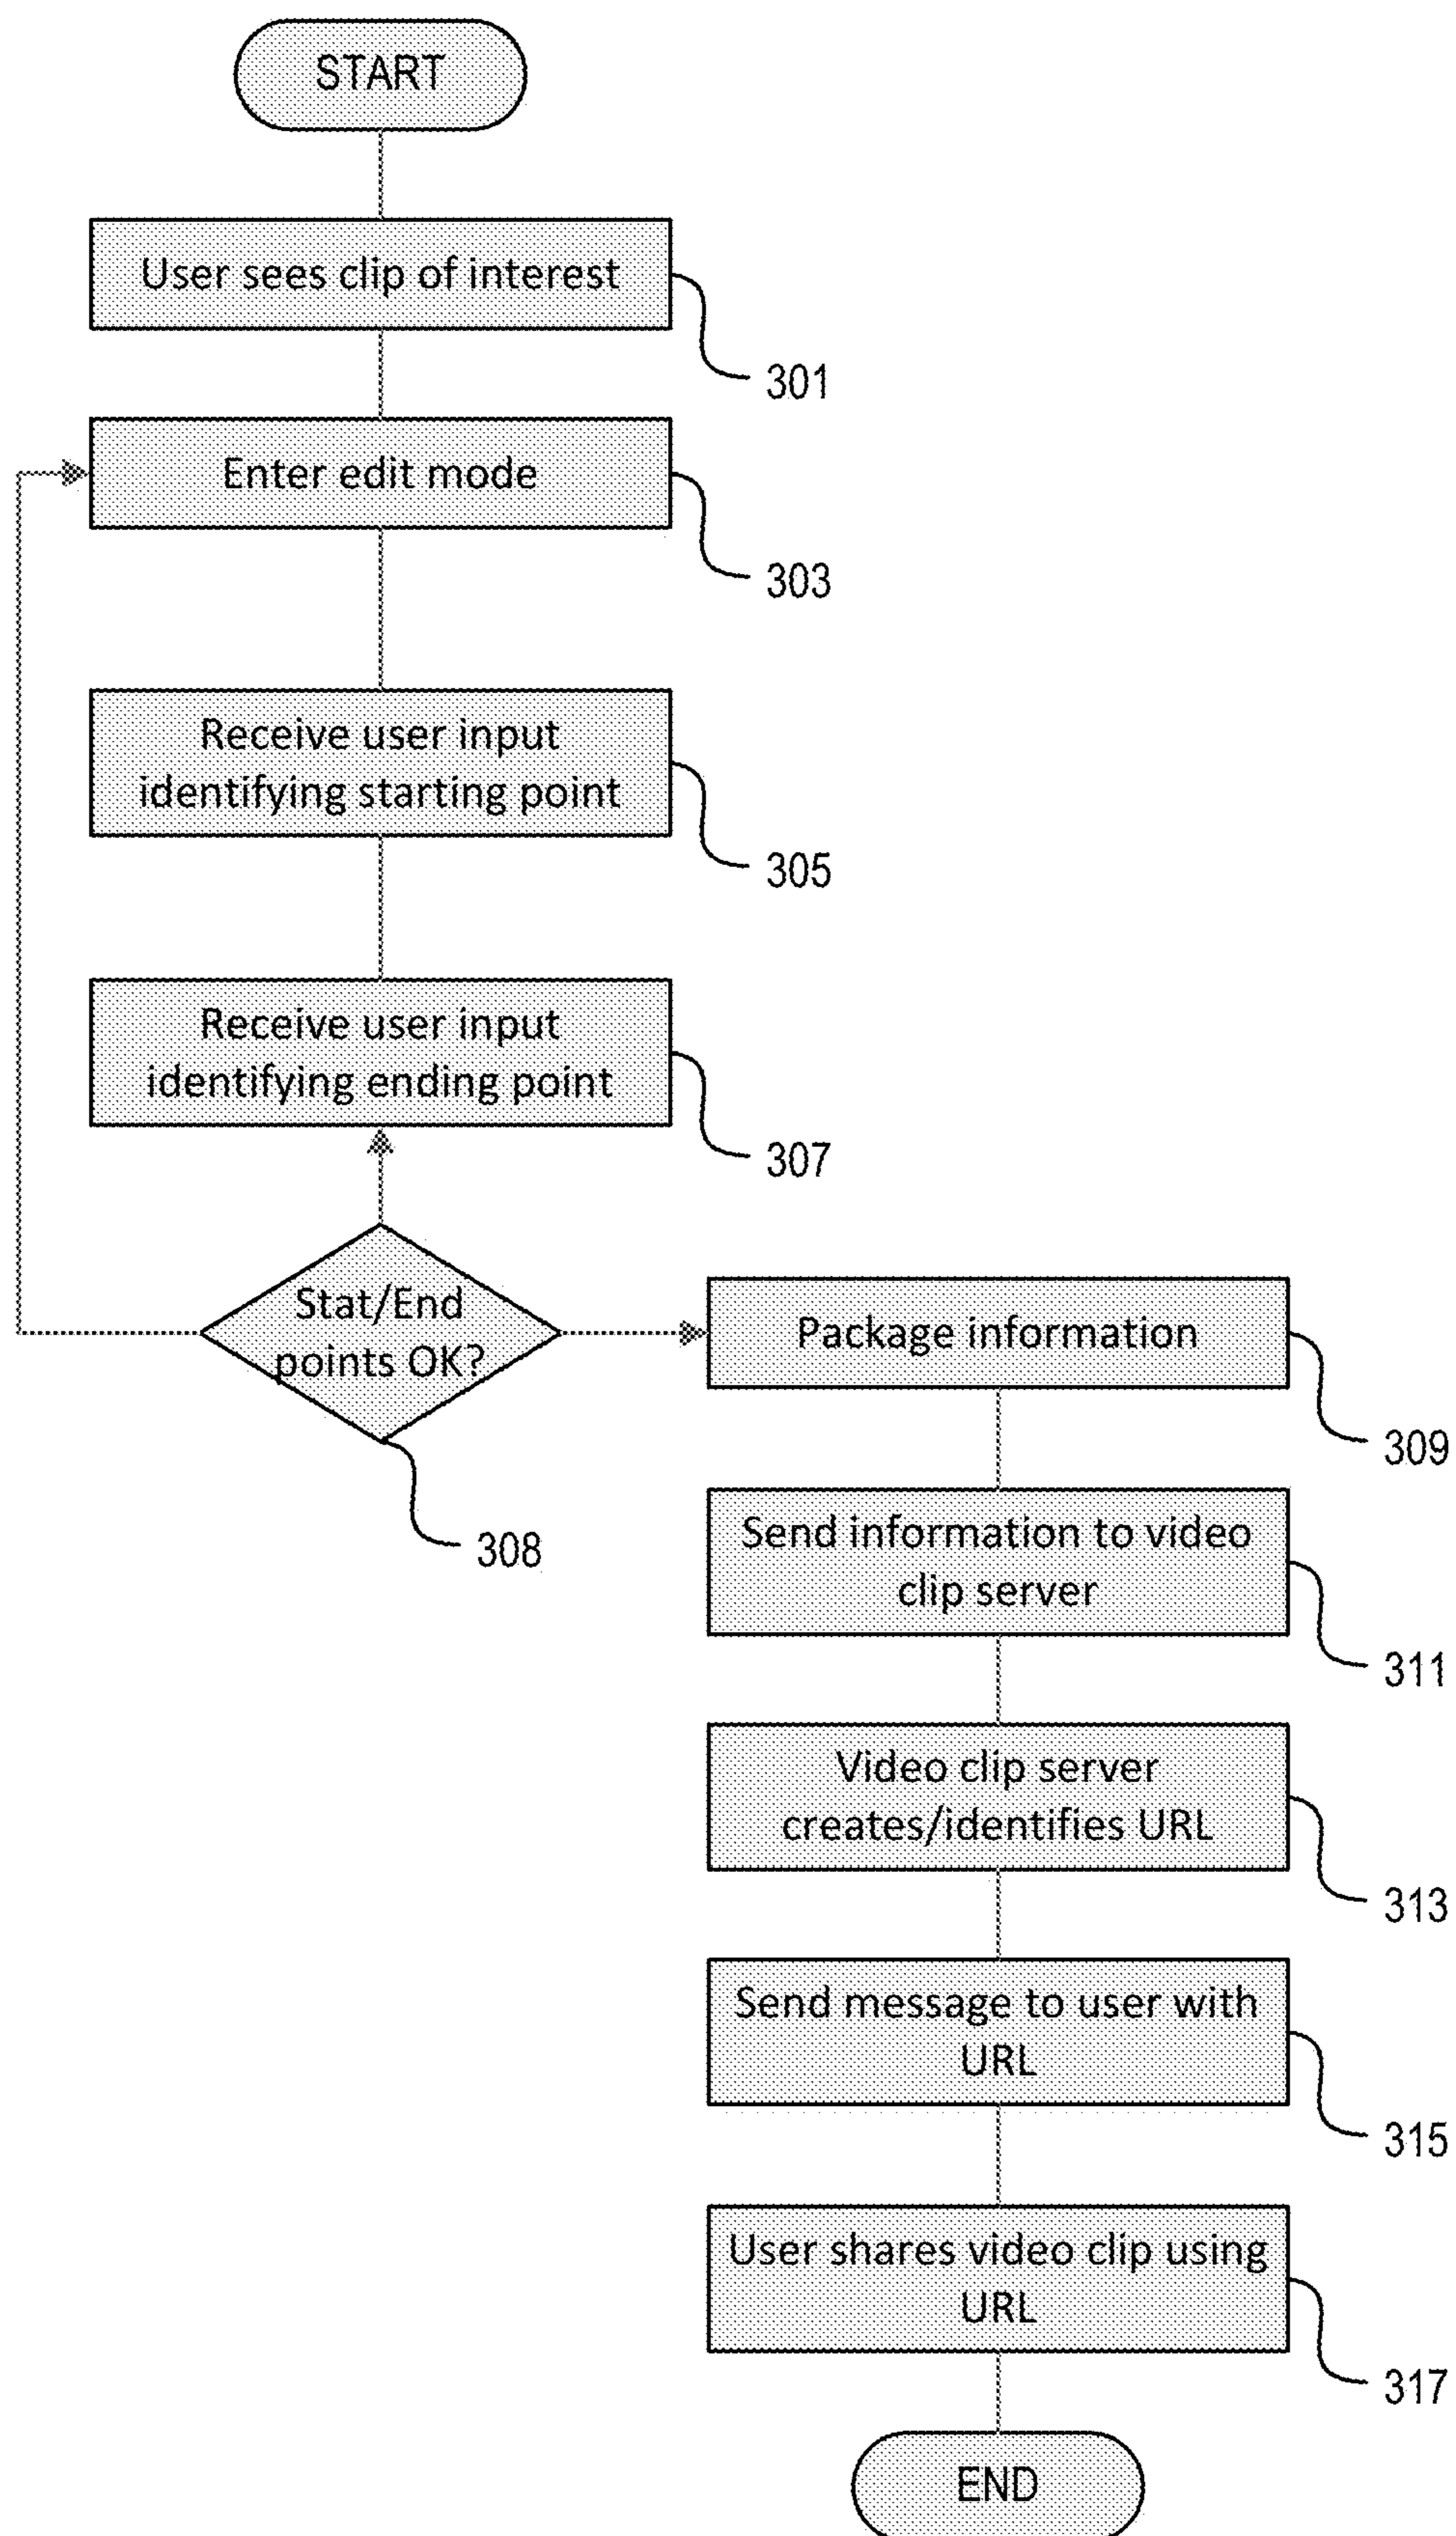 START
User sees clip of interest
301
Enter edit mode
303
Receive user input
identifying starting point
305
Receive user input
identifying ending point
307
Stat/End
points OK?
308
Package information
309
Send information to video
clip server
311
Video clip server
creates/identifies URL
313
Send message to user with
URL
315
User shares video clip using
URL
317
END